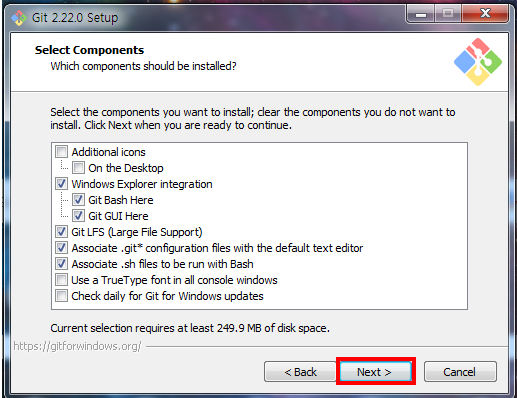 Git 2.22.0 Setup
Select Components
Which components should be installed?
Select the components you want to install; clear the components you do not want to
install. Click Next when you are ready to continue.
Additional icons
On the Desktop
Windows Explorer integration
Git Bash Here
Git GUI Here
Git LFS (Large File Support)
Associate .git* configuration files with the default text editor
Associate .sh files to be run with Bash
Use a TrueType font in all console windows
Check daily for Git for Windows updates
Current selection requires at least 249.9 MB of disk space.
https://gitforwindows.org/
< Back
Next >
Cancel